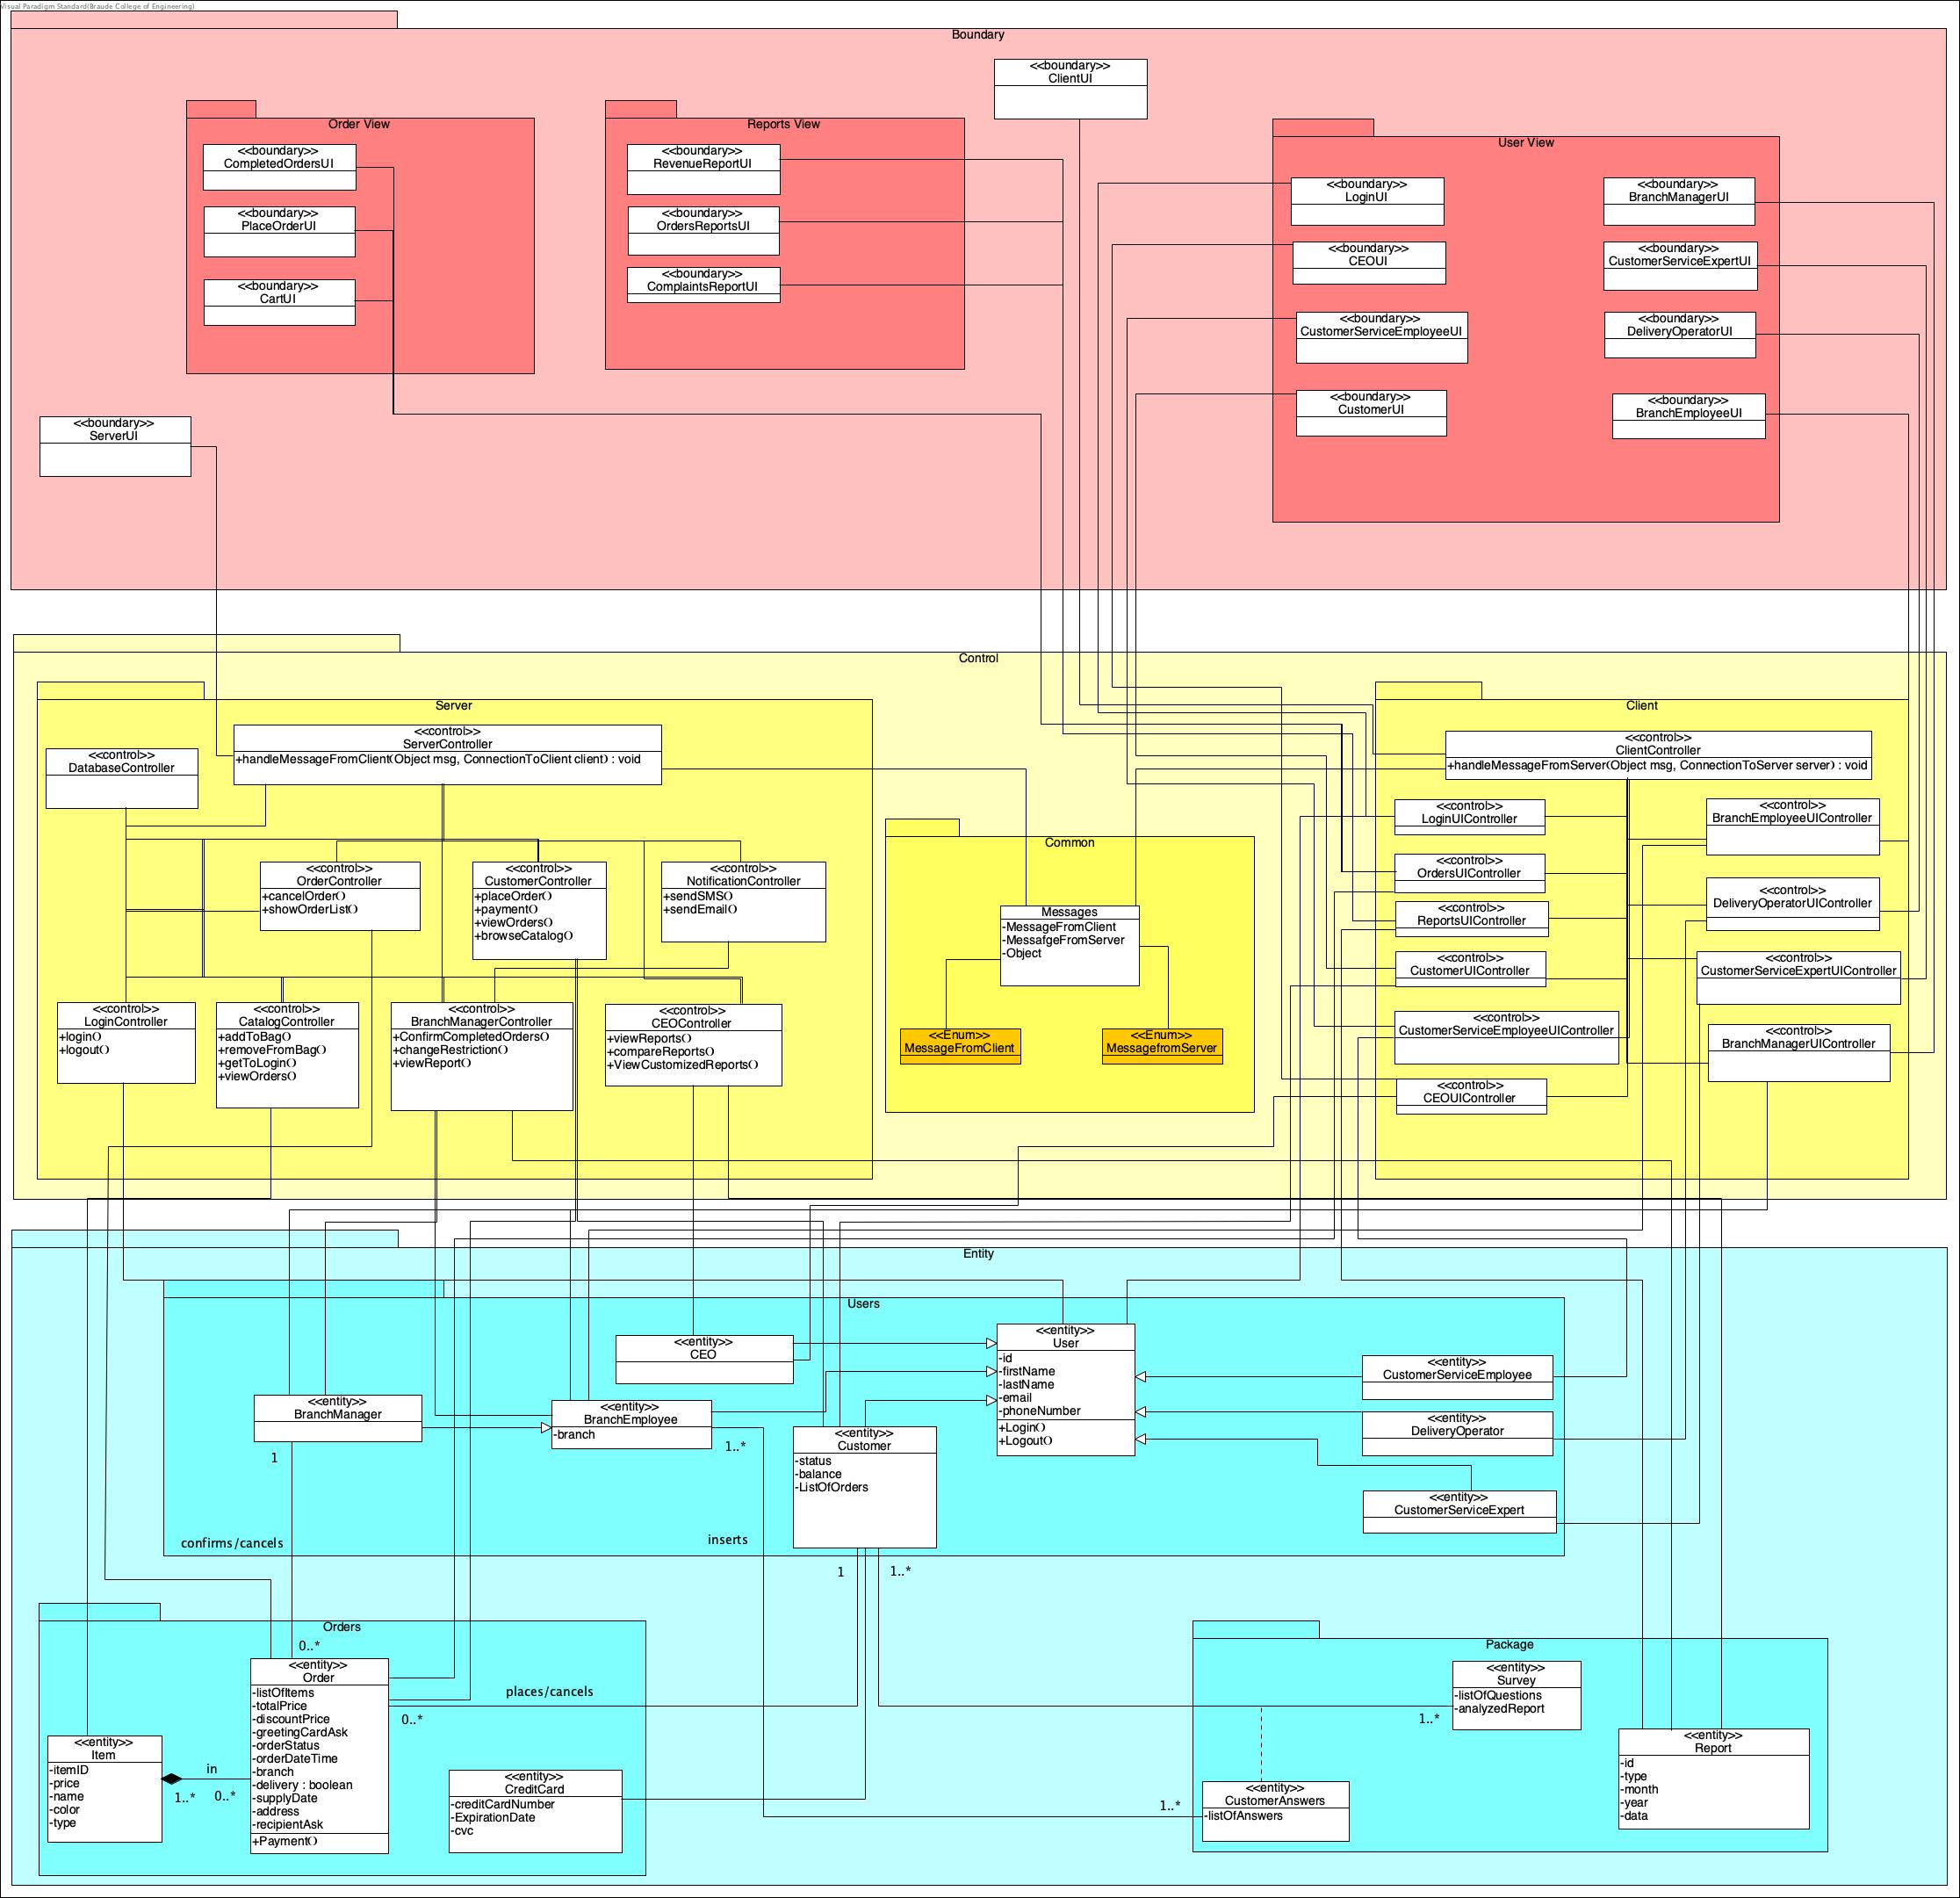 Visual Paradigm Standard(Braude College of Engineering)
Boundary
<<boundary>>
ClientUI
Order View
<<boundary>>
CompletedOrdersUI
<<boundary>>
PlaceOrderUI
<<boundary>>
CartUI
Reports View
<<boundary>>
RevenueReportUI
<<boundary>>
OrdersReportsUI
<<boundary>>
ComplaintsReportUI
User View
<<boundary>>
LoginUI
<<boundary>>
BranchManagerUI
<<boundary>>
CEOUI
<<boundary>>
CustomerServiceExpertUI
<<boundary>>
CustomerServiceEmployeeUI
<<boundary>>
DeliveryOperatorUI
<<boundary>>
CustomerUI
<<boundary>>
BranchEmployeeUI
<<boundary>>
ServerUI
Control
Server
<<control>>
DatabaseController
<<control>>
ServerController
+handleMessageFromClient(Object msg, ConnectionToClient client) : void
<<control>>
OrderController
+cancelOrder()
+showOrderList()
<<control>>
CustomerController
+placeOrder()
+payment()
+viewOrders()
+browseCatalog()
<<control>>
NotificationController
+sendSMS()
+sendEmail()
<<control>>
LoginController
+login()
+logout()
<<control>>
CatalogController
+addToBag()
+removeFromBag()
+getToLogin()
+viewOrders()
<<control>>
BranchManagerController
+ConfirmCompletedOrders()
+changeRestriction()
+viewReport()
<<control>>
CEOController
+viewReports()
+compareReports()
+ViewCustomizedReports()
Common
Messages
-MessageFromClient
-MessafgeFromServer
-Object
<<Enum>>
MessageFromClient
<<Enum>>
MessagefromServer
Client
<<control>>
ClientController
+handleMessageFromServer(Object msg, ConnectionToServer server) : void
<<control>>
LoginUIController
<<control>>
BranchEmployeeUIController
<<control>>
OrdersUIController
<<control>>
DeliveryOperatorUIController
<<control>>
ReportsUIController
<<control>>
CustomerUIController
<<control>>
CustomerServiceExpertUIController
<<control>>
CustomerServiceEmployeeUIController
<<control>>
BranchManagerUIController
<<control>>
CEOUIController
Entity
Users
<<entity>>
CEO
<<entity>>
User
-id
-firstName
-lastName
-email
-phoneNumber
+Login()
+Logout()
<<entity>>
CustomerServiceEmployee
<<entity>>
BranchManager
1
<<entity>>
BranchEmployee
-branch
1..*
<<entity>>
Customer
-status
-balance
-ListOfOrders
<<entity>>
DeliveryOperator
<<entity>>
CustomerServiceExpert
confirms/cancels
inserts
1
1..*
Orders
0..*
<<entity>>
Order
-listOfItems
-totalPrice
-discountPrice
-greetingCardAsk
-orderStatus
-orderDateTime
-branch
-delivery : boolean
-supplyDate
-address
-recipientAsk
+Payment()
places/cancels
0..*
<<entity>>
Item
-itemID
-price
-name
-color
-type
in
1..*
0..*
<<entity>>
CreditCard
-creditCardNumber
-ExpirationDate
-cvc
Package
<<entity>>
Survey
-listOfQuestions
-analyzedReport
1..*
<<entity>>
CustomerAnswers
-listOfAnswers
1..*
<<entity>>
Report
-id
-type
-month
-year
-data